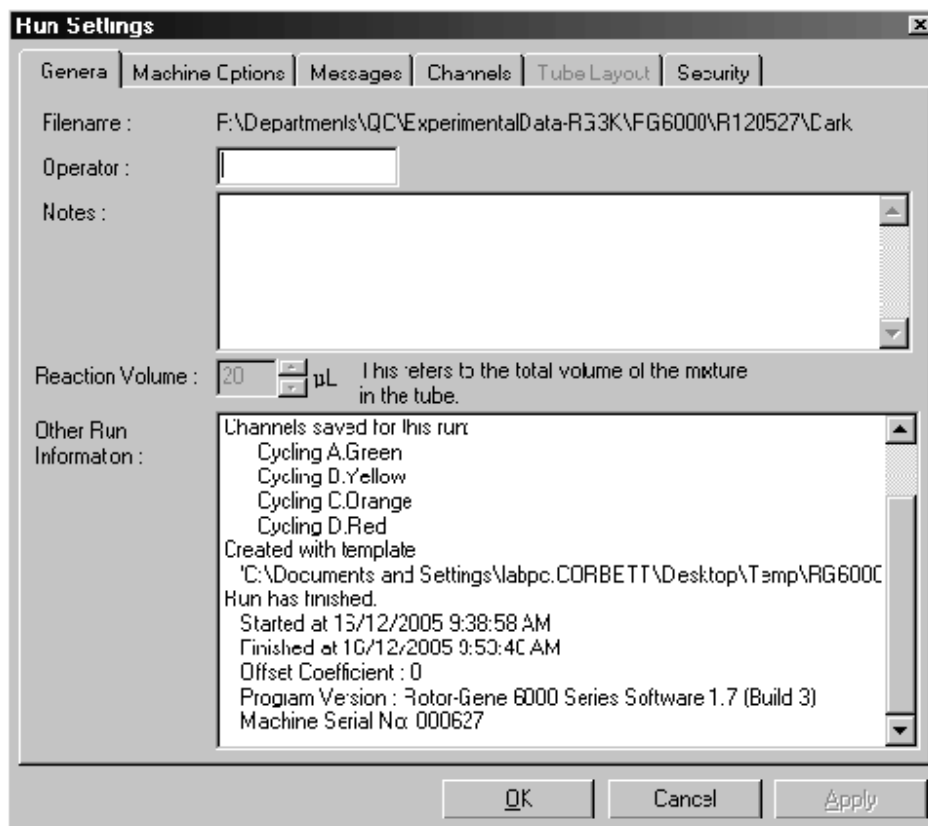 Run Settings
General Machine Options Messages Channels Tube Layout Security
Filename : F:\Departments\QC\ExperimentalData-RG3K\RG6000\R120527\Dark
Operator :
Notes :
Reaction Volume : 20 µL This refers to the total volume of the mixture
in the tube.
Other Run
Information :
Channels saved for this run:
Cycling A.Green
Cycling B.Yellow
Cycling C.Orange
Cycling D.Red
Created with template
'C:\Documents and Settings\labpc.CORBETT\Desktop\Temp\RG6000
Run has finished.
Started at 16/12/2005 9:38:58 AM
Finished at 16/12/2005 AM
Offset Coefficient : 0
Program Version : Rotor-Gene 6000 Series Software 1.7 (Build 3)
Machine Serial No: 000627
OK Cancel Apply